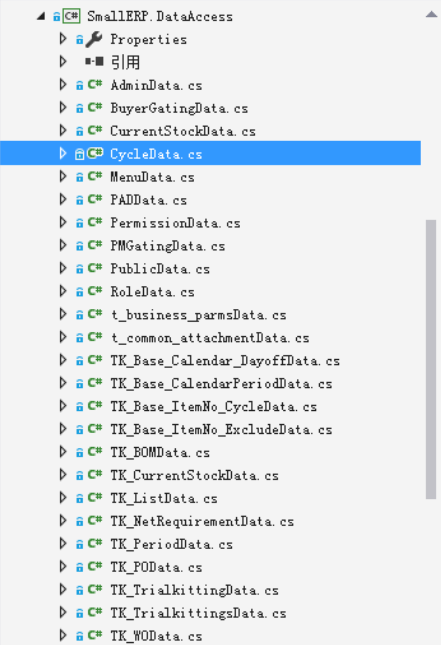 C# SmallERP.DataAccess
Properties
引用
C# AdminData.cs
C# BuyerGatingData.cs
C# CurrentStockData.cs
C# CycleData.cs
C# MenuData.cs
C# PADData.cs
C# PermissionData.cs
C# PMGatingData.cs
C# PublicData.cs
C# RoleData.cs
C# t_business_parmsData.cs
C# t_common_attachmentData.cs
C# TK_Base_Calendar_DayoffData.cs
C# TK_Base_CalendarPeriodData.cs
C# TK_Base_ItemNo_CycleData.cs
C# TK_Base_ItemNo_ExcludeData.cs
C# TK_BOMData.cs
C# TK_CurrentStockData.cs
C# TK_ListData.cs
C# TK_NetRequirementData.cs
C# TK_PeriodData.cs
C# TK_POData.cs
C# TK_TrialkittingData.cs
C# TK_TrialkittingsData.cs
C# TK_WOData.cs